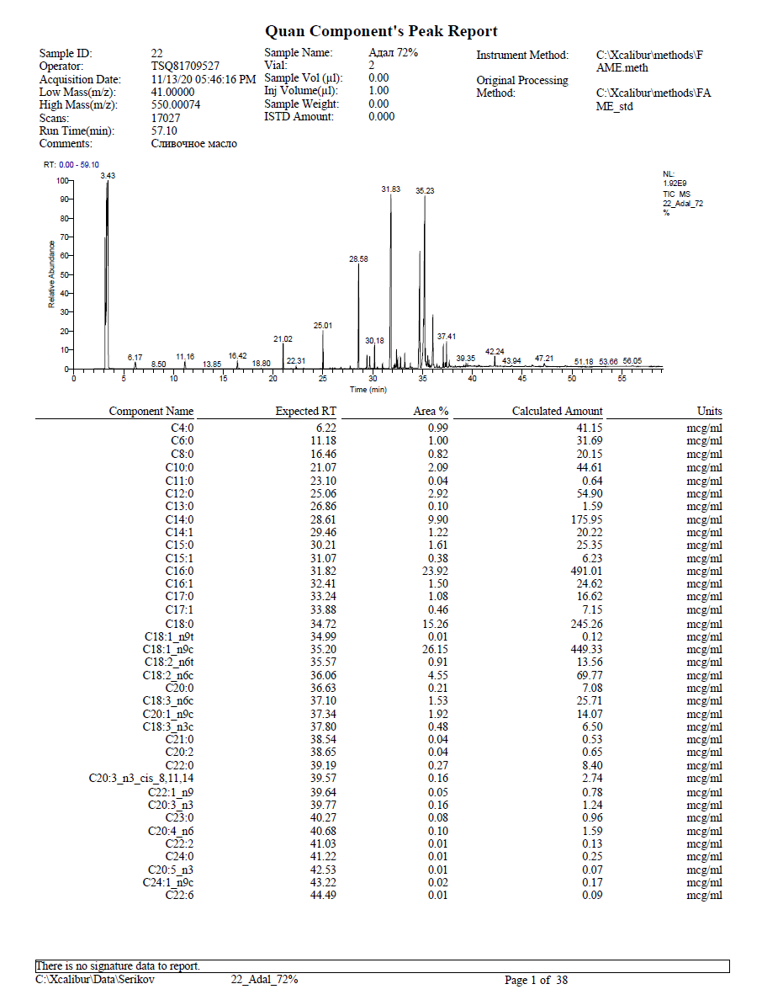 Quan Component's Peak Report
Sample ID: 22 Sample Name: Адал 72% Instrument Method: C:\Xcalibur\methods\F
Operator: TSQ81709527 Vial: 2 AME.meth
Acquisition Date: 11/13/20 05:46:16 PM Sample Vol (µl): 0.00 Original Processing
Low Mass(m/z): 41.00000 Inj Volume(µl): 1.00 Method: C:\Xcalibur\methods\FA
High Mass(m/z): 550.00074 Sample Weight: 0.00 ME_std
Scans: 17027 ISTD Amount: 0.000
Run Time(min): 57.10
Comments: Сливочное масло
RT: 0.00 - 59.10
NL:
1.92E9
TIC MS
22_Adal_72
%
3.43
31.83
35.23
28.58
25.01
21.02
30.18
37.41
6.17
8.50
11.16
13.85
16.42
18.80
22.31
39.35
42.24
43.94
47.21
51.18
53.66
56.05
100
90
80
70
60
50
40
30
20
10
0
Relative Abundance
0 5 10 15 20 25 30 35 40 45 50 55
Time (min)
Component Name Expected RT Area % Calculated Amount Units
C4:0 6.22 0.99 41.15 mcg/ml
C6:0 11.18 1.00 31.69 mcg/ml
C8:0 16.46 0.82 20.15 mcg/ml
C10:0 21.07 2.09 44.61 mcg/ml
C11:0 23.10 0.04 0.64 mcg/ml
C12:0 25.06 2.92 54.90 mcg/ml
C13:0 26.86 0.10 1.59 mcg/ml
C14:0 28.61 9.90 175.95 mcg/ml
C14:1 29.46 1.22 20.22 mcg/ml
C15:0 30.21 1.61 25.35 mcg/ml
C15:1 31.07 0.38 6.23 mcg/ml
C16:0 31.82 23.92 491.01 mcg/ml
C16:1 32.41 1.50 24.62 mcg/ml
C17:0 33.24 1.08 16.62 mcg/ml
C17:1 33.88 0.46 7.15 mcg/ml
C18:0 34.72 15.26 245.26 mcg/ml
C18:1_n9t 34.99 0.01 0.12 mcg/ml
C18:1_n9c 35.20 26.15 449.33 mcg/ml
C18:2_n6t 35.57 0.91 13.56 mcg/ml
C18:2_n6c 36.06 4.55 69.77 mcg/ml
C20:0 36.63 0.21 7.08 mcg/ml
C18:3_n6c 37.10 1.53 25.71 mcg/ml
C20:1_n9c 37.34 1.92 14.07 mcg/ml
C18:3_n3c 37.80 0.48 6.50 mcg/ml
C21:0 38.54 0.04 0.53 mcg/ml
C20:2 38.65 0.04 0.65 mcg/ml
C22:0 39.19 0.27 8.40 mcg/ml
C20:3_n3_cis_8,11,14 39.57 0.16 2.74 mcg/ml
C22:1_n9 39.64 0.05 0.78 mcg/ml
C20:3_n3 39.77 0.16 1.24 mcg/ml
C23:0 40.27 0.08 0.96 mcg/ml
C20:4_n6 40.68 0.10 1.59 mcg/ml
C22:2 41.03 0.01 0.13 mcg/ml
C24:0 41.22 0.01 0.25 mcg/ml
C20:5_n3 42.53 0.01 0.07 mcg/ml
C24:1_n9c 43.22 0.02 0.17 mcg/ml
C22:6 44.49 0.01 0.09 mcg/ml
There is no signature data to report.
C:\Xcalibur\Data\Serikov 22_Adal_72% Page 1 of 38